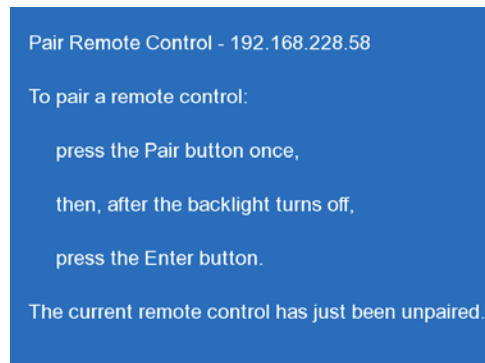 Pair Remote Control - 192.168.228.58
To pair a remote control:
press the Pair button once,
then, after the backlight turns off,
press the Enter button.
The current remote control has just been unpaired.